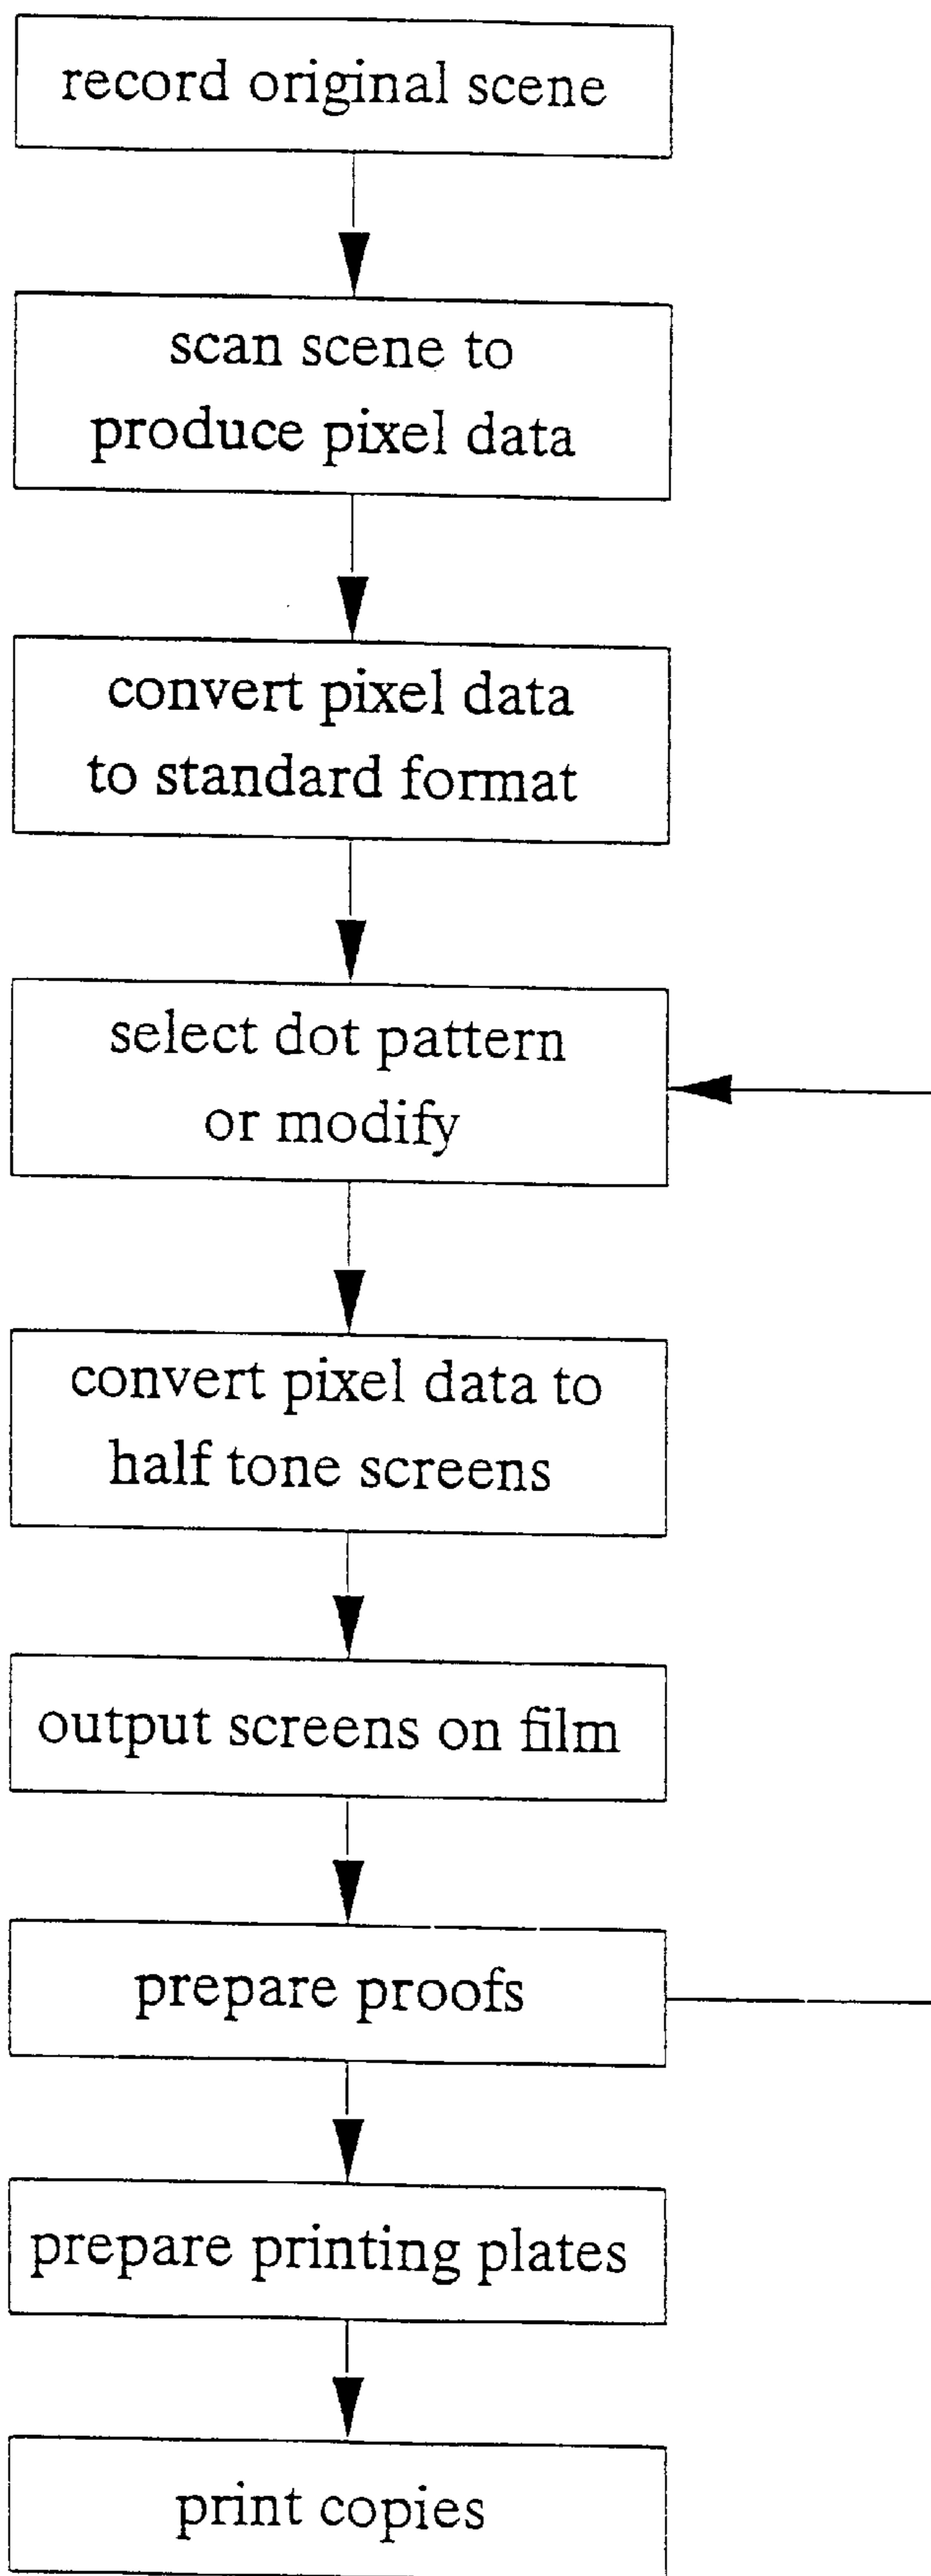 record original scene
scan scene to
produce pixel data
convert pixel data
to standard format
select dot pattern
or modify
convert pixel data to
half tone screens
output screens on film
prepare proofs
prepare printing plates
print copies